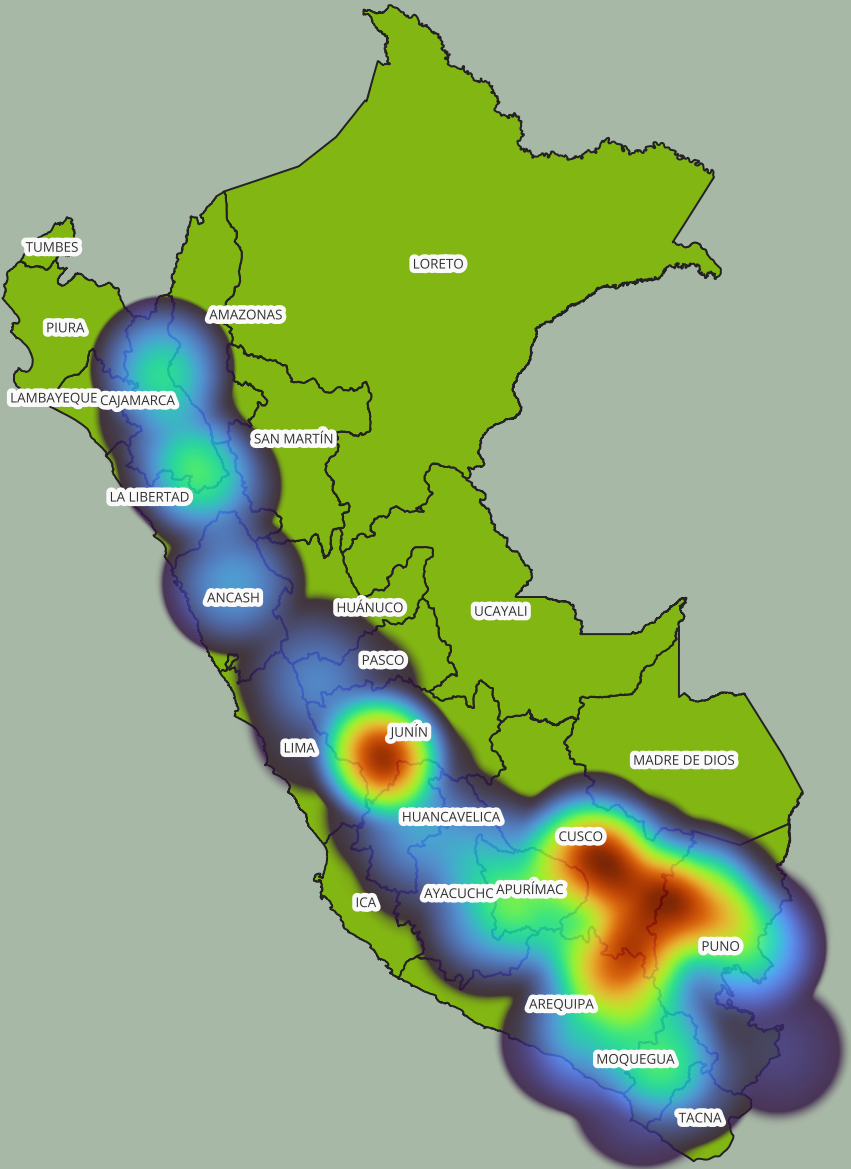 TUMBES
LORETO
AMAZONAS
PIURA
LAMBAYEQUE
CAJAMARCA
SAN MARTÍN
LA LIBERTAD
ANCASH
HUÁNUCO
UCAYALI
PASCO
JUNÍN
LIMA
MADRE DE DIOS
HUANCAVELICA
CUSCO
AYACUCHO
APURÍMAC
ICA
PUNO
AREQUIPA
MOQUEGUA
TACNA